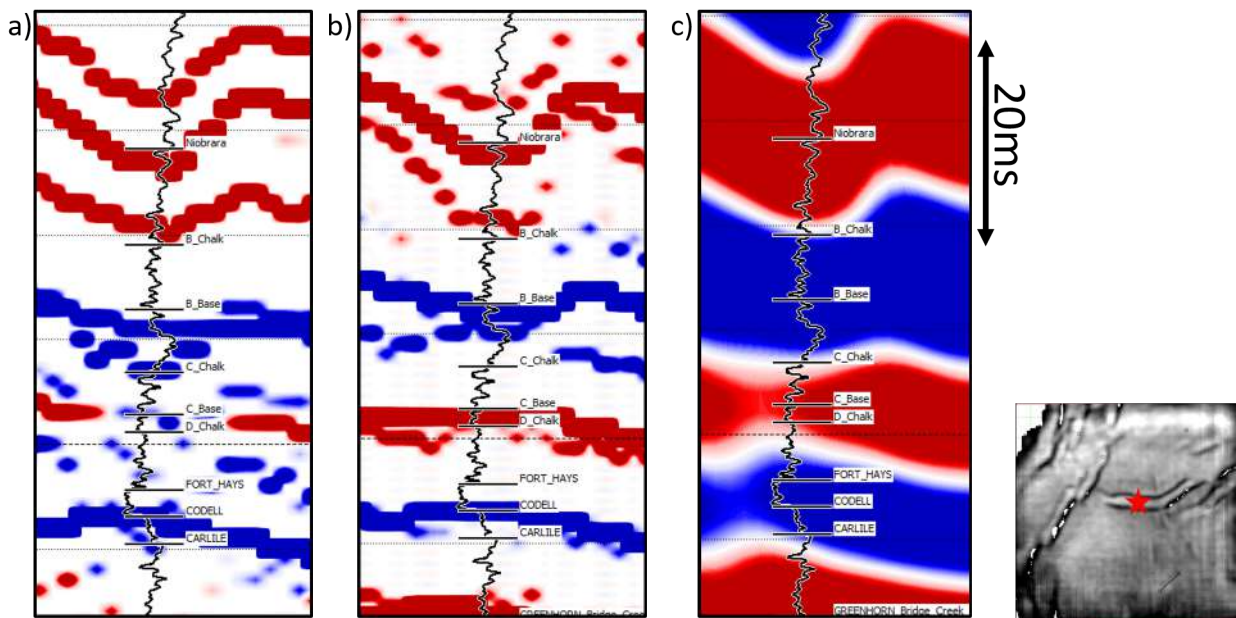 a)
Niobrara
B_Chalk
B_Base
C_Chalk
C_Base
D_Chalk
FORT_HAYS
CODELL
CARLILE
b)
Niobrara
B_Chalk
B_Base
C_Chalk
C_Base
D_Chalk
FORT_HAYS
CODELL
CARLILE
GREENHORN_Bridge_Creek
c)
Niobrara
B_Chalk
B_Base
C_Chalk
C_Base
D_Chalk
FORT_HAYS
CODELL
CARLILE
GREENHORN_Bridge_Creek
20ms